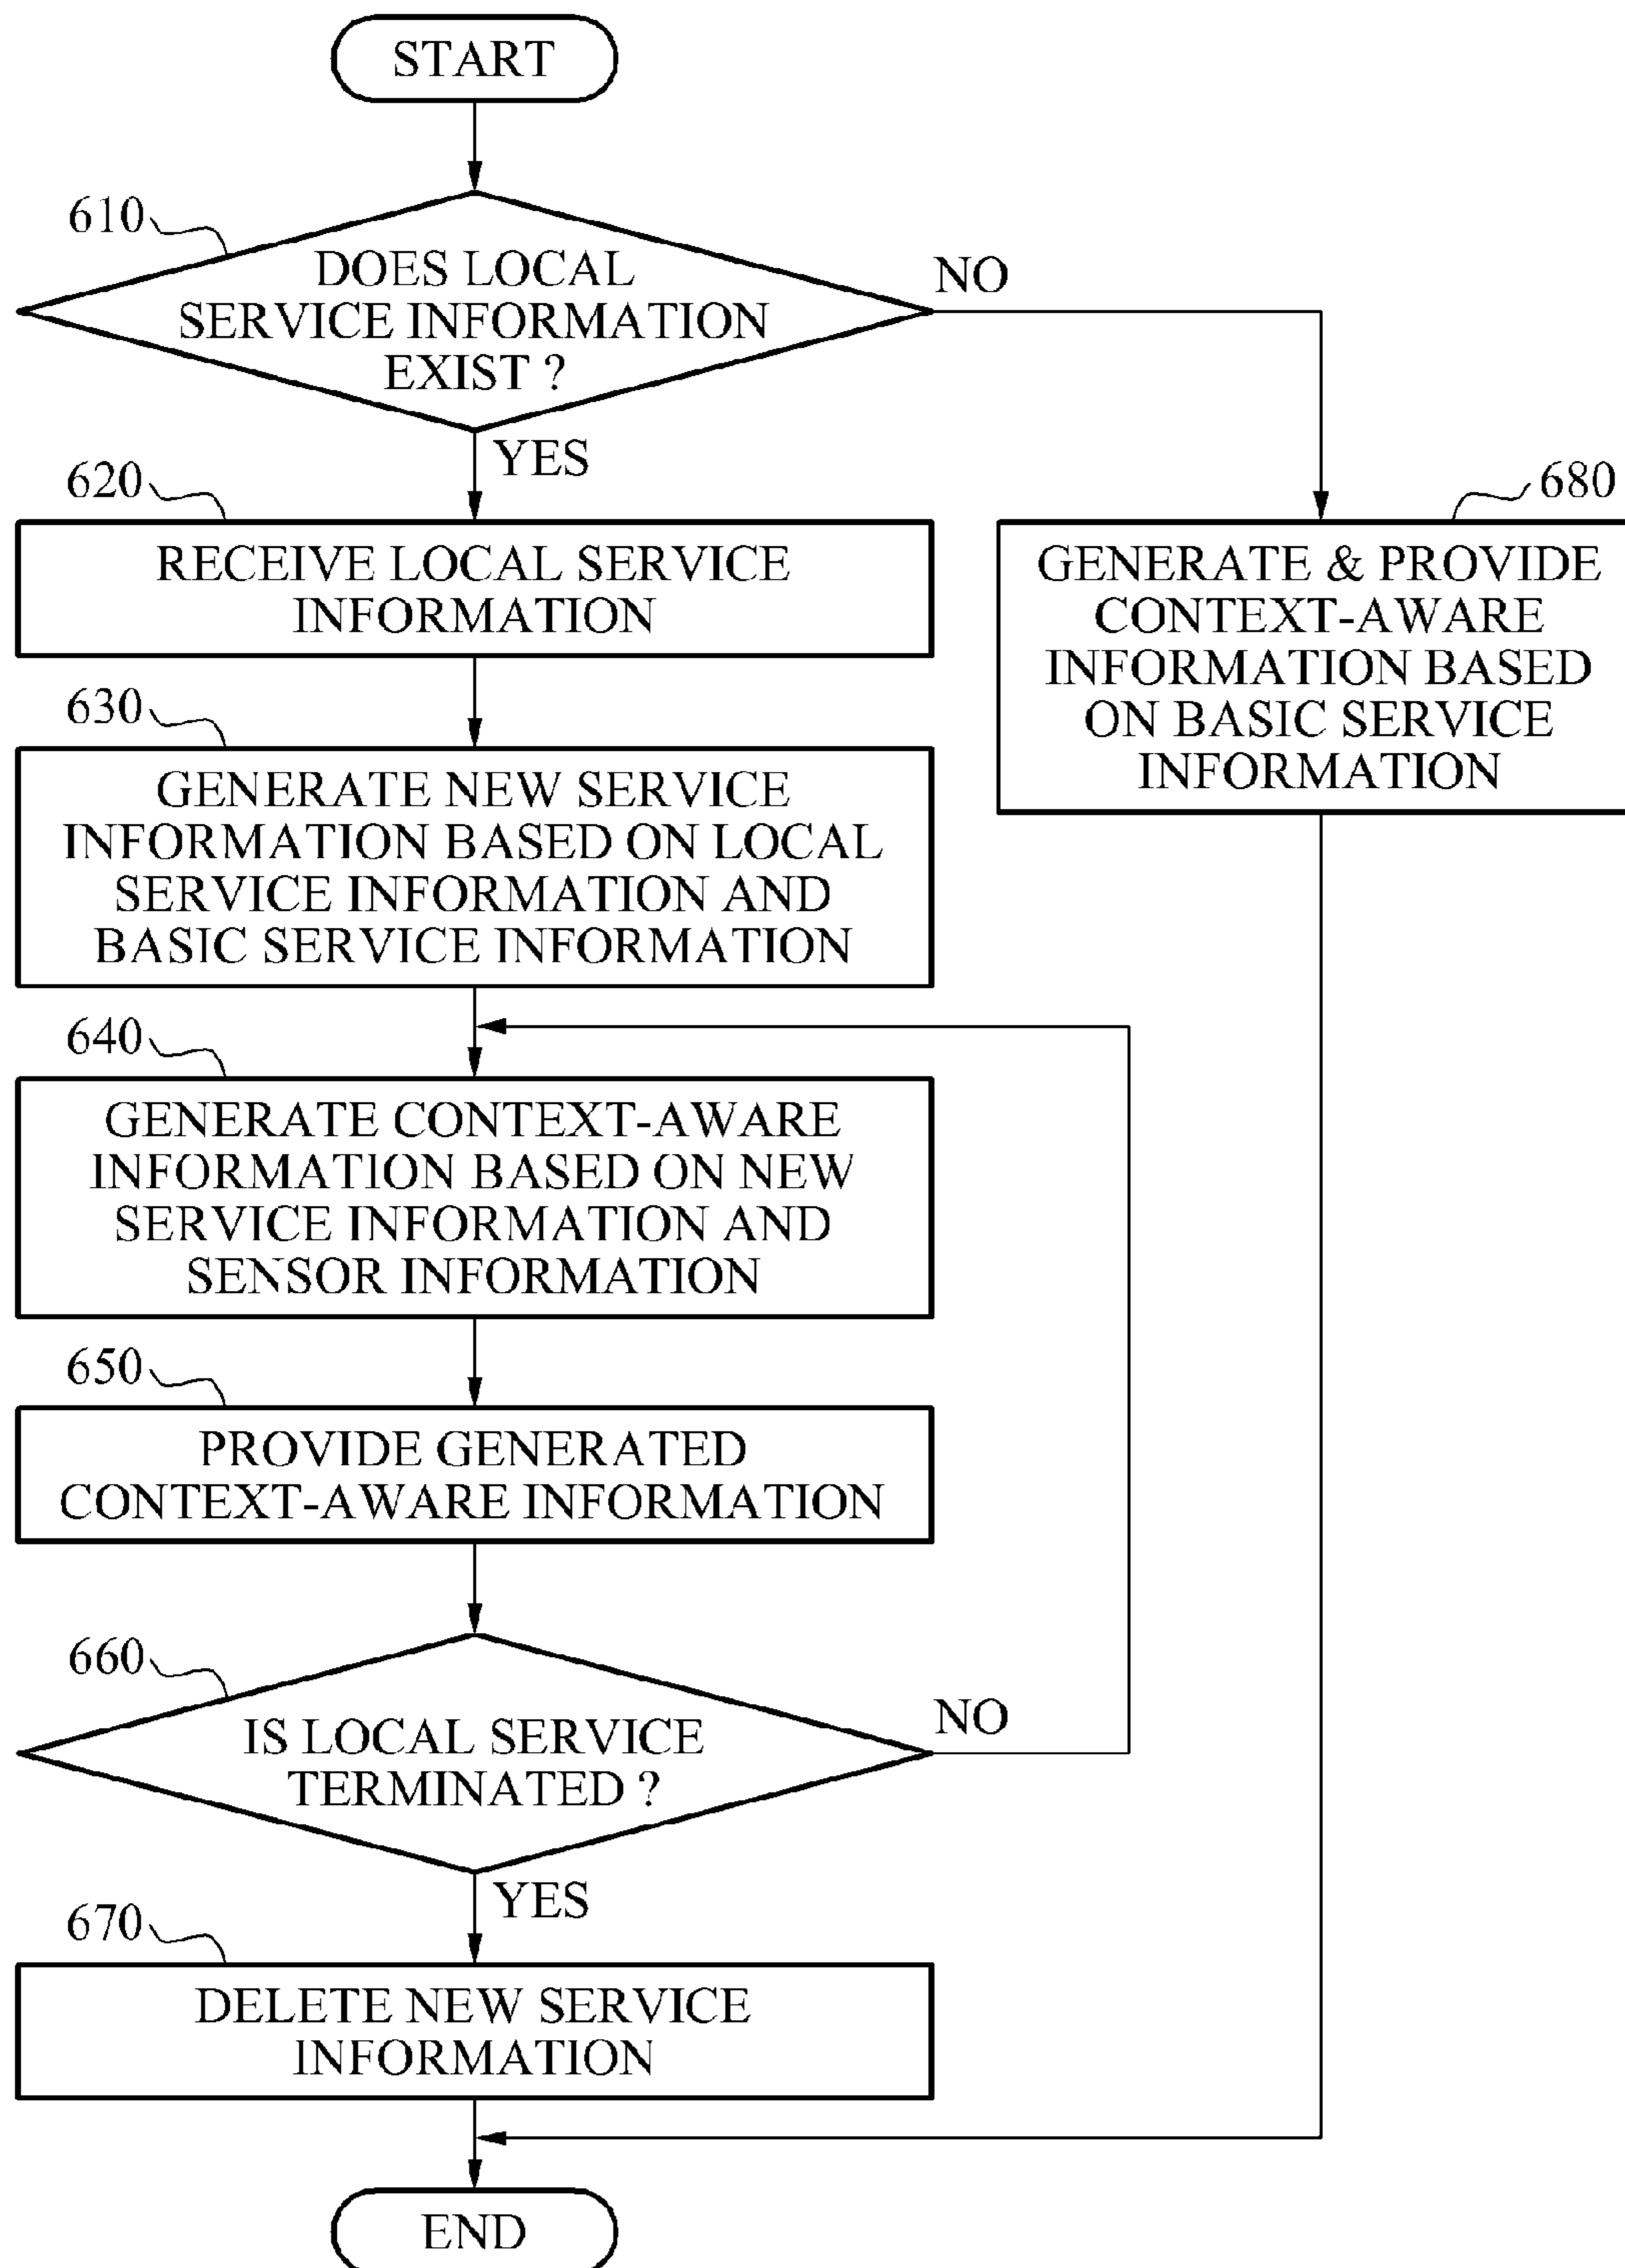 START
610
DOES LOCAL
SERVICE INFORMATION
EXIST ?
NO
YES
620
RECEIVE LOCAL SERVICE
INFORMATION
680
GENERATE & PROVIDE
CONTEXT-AWARE
INFORMATION BASED
ON BASIC SERVICE
INFORMATION
630
GENERATE NEW SERVICE
INFORMATION BASED ON LOCAL
SERVICE INFORMATION AND
BASIC SERVICE INFORMATION
640
GENERATE CONTEXT-AWARE
INFORMATION BASED ON NEW
SERVICE INFORMATION AND
SENSOR INFORMATION
650
PROVIDE GENERATED
CONTEXT-AWARE INFORMATION
660
IS LOCAL SERVICE
TERMINATED ?
NO
YES
670
DELETE NEW SERVICE
INFORMATION
END